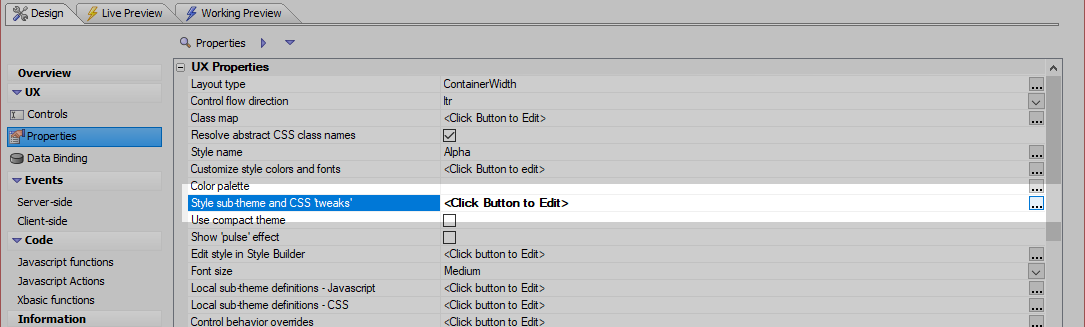 Design Live Preview Working Preview
Properties
Overview
UX
Controls
Properties
Data Binding
Events
Server-side
Client-side
Code
Javascript functions
Javascript Actions
Xbasic functions
Information
UX Properties
Layout type ContainerWidth ...
Control flow direction ltr
Class map <Click Button to Edit> ...
Resolve abstract CSS class names
Style name Alpha ...
Customize style colors and fonts <Click Button to edit> ...
Color palette ...
Style sub-theme and CSS 'tweaks' <Click Button to Edit> ...
Use compact theme
Show 'pulse' effect
Edit style in Style Builder <Click button to Edit> ...
Font size Medium
Local sub-theme definitions - Javascript <Click button to Edit> ...
Local sub-theme definitions - CSS <Click button to Edit> ...
Control behavior overrides <Click button to Edit> ...